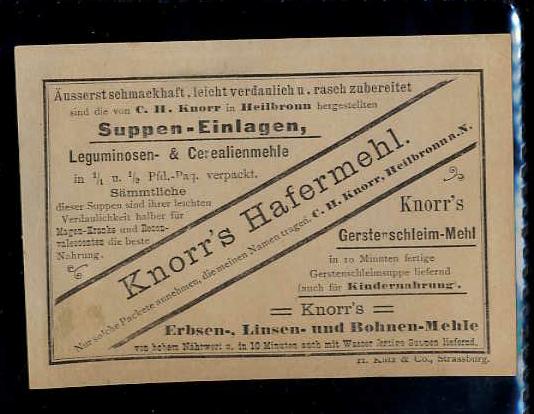 Äusserst schmackhaft, leicht verdaulich u. rasch zubereitet
sind die von C. H. Knorr in Heilbronn hergestellten
Suppen-Einlagen,
Leguminosen- & Cerealienmehle
in 1/1 u. 1/2 Pfd.-Paq. verpackt.
Sämmtliche
dieser Suppen sind ihrer leichten
Verdaulichkeit halber für
Magen-Kranke und Recon-
valescenten die beste
Nahrung.
Knorr's Hafermehl.
Nur solche Packete annehmen, die meinen Namen tragen. C. H. Knorr, Heilbronn a. N.
Knorr's
Gerstenschleim-Mehl
in 10 Minuten fertige
Gerstenschleimsuppe liefernd
(auch für Kindernahrung).
Knorr's
Erbsen-, Linsen- und Bohnen-Mehle
von hohem Nährwert u. in 10 Minuten auch mit Wasser fertige Suppen liefernd.
H. Kutz & Co., Strassburg.